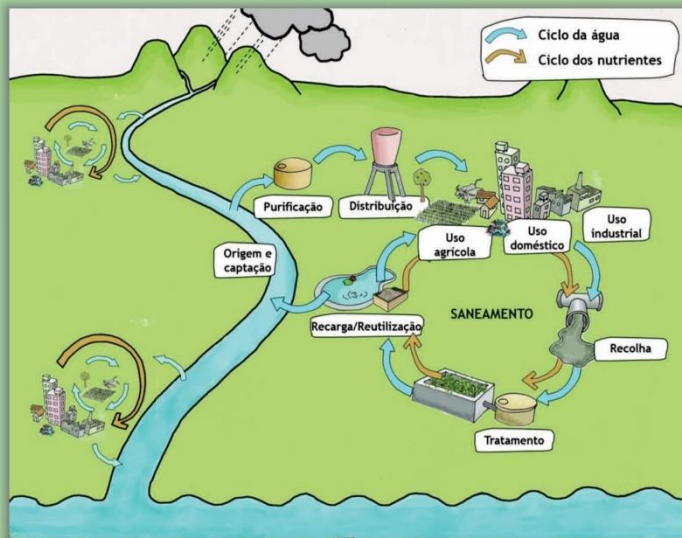 Ciclo da água
Ciclo dos nutrientes
Purificação
Distribuição
Uso
agrícola
Uso
doméstico
Uso
industrial
Origem e
captação
Recarga/Reutilização
SANEAMENTO
Recolha
Tratamento